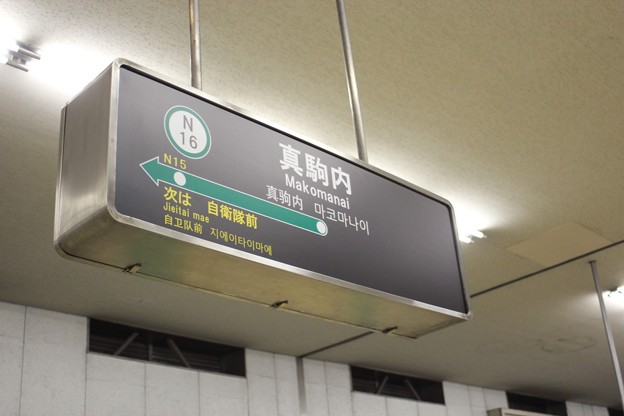 N
16
真駒内
Makomanai
真驹内 마코마나이
N15
次は 自衛隊前
Jieitai mae
自卫队前 지에이타이마에